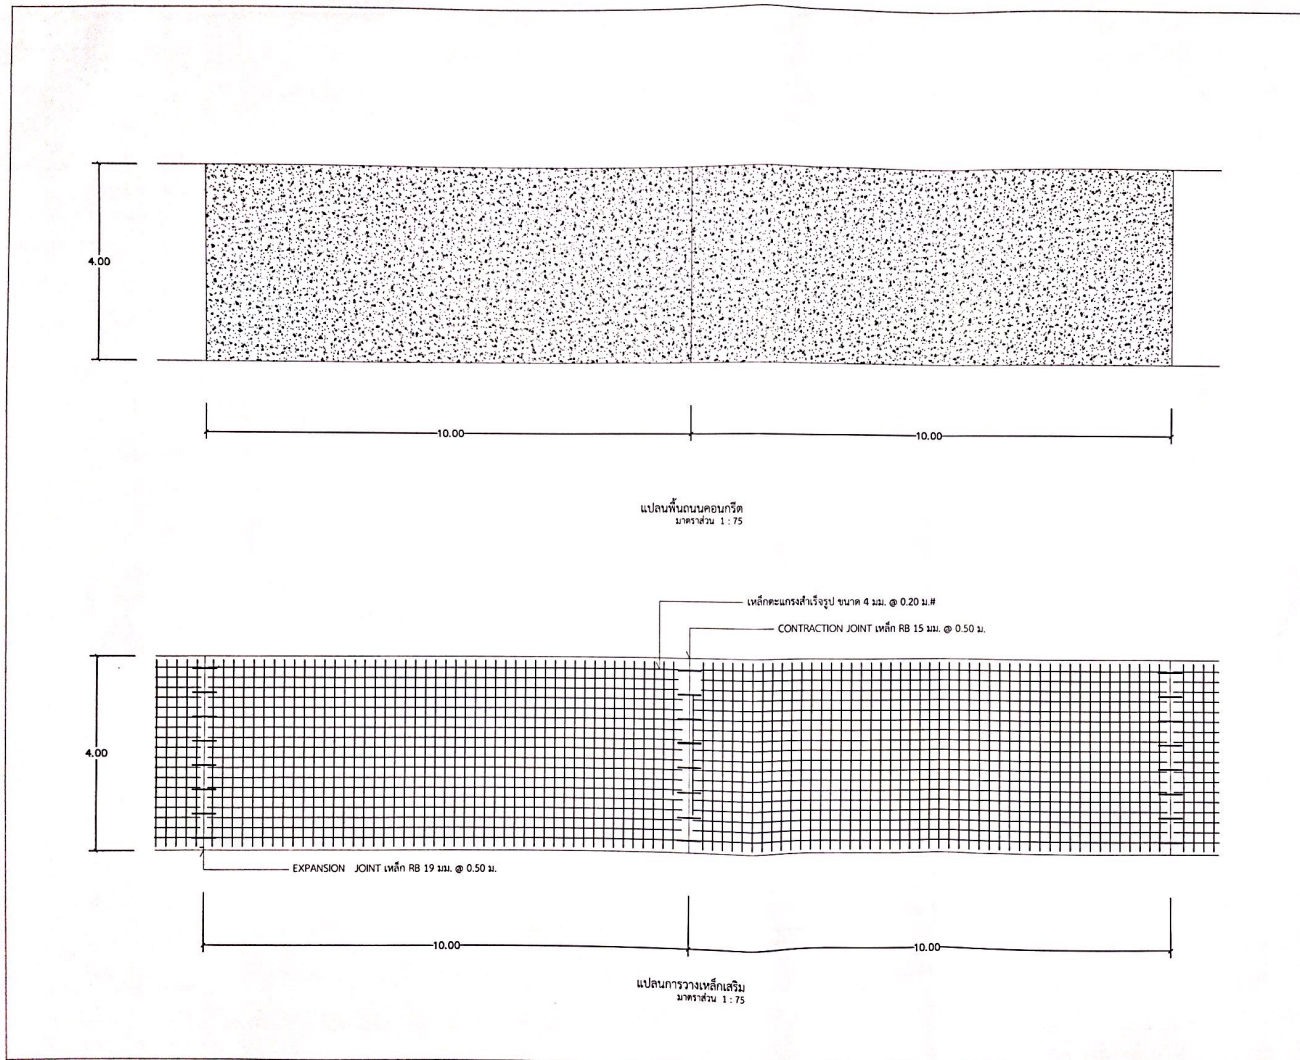 4.00
10.00
10.00
แปลนพื้นถนนคอนกรีต
มาตราส่วน 1 : 75
เหล็กตะแกรงสำเร็จรูป ขนาด 4 มม. @ 0.20 ม.#
CONTRACTION JOINT เหล็ก RB 15 มม. @ 0.50 ม.
4.00
EXPANSION JOINT เหล็ก RB 19 มม. @ 0.50 ม.
10.00
10.00
แปลนการวางเหล็กเสริม
มาตราส่วน 1 : 75